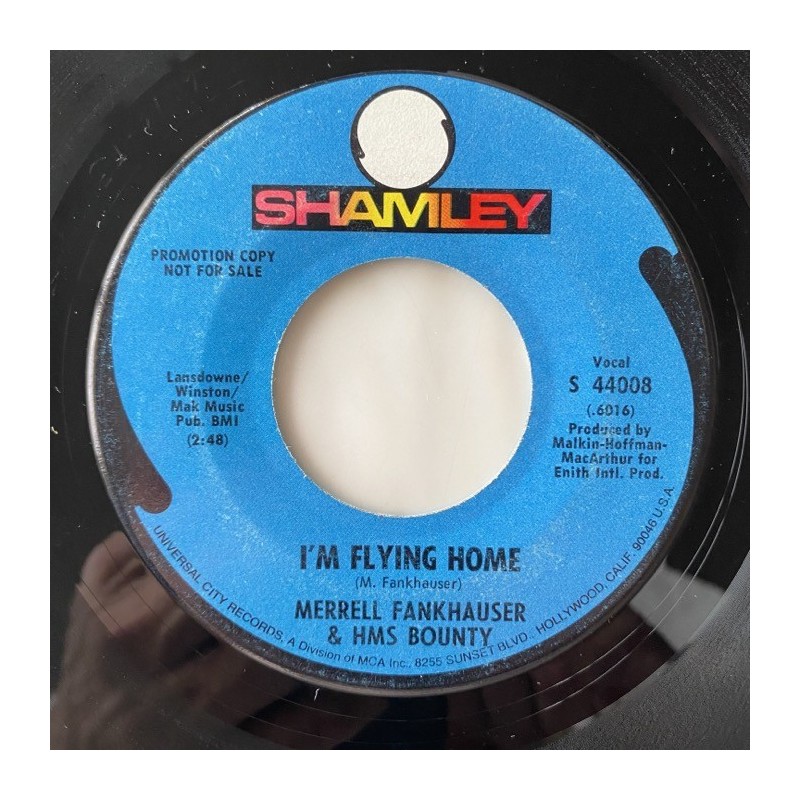 SHAMLEY
PROMOTION COPY
NOT FOR SALE
Lansdowne/
Winston/
Mak Music
Pub. BMI
(2:48)
Vocal
S 44008
(.6016)
Produced by
Malkin-Hoffman-
MacArthur for
Enith Intl. Prod.
I'M FLYING HOME
(M. Fankhauser)
MERRELL FANKHAUSER
& HMS BOUNTY
UNIVERSAL CITY RECORDS, A Division of MCA Inc., 8255 SUNSET BLVD., HOLLYWOOD, CALIF. 90046 U.S.A